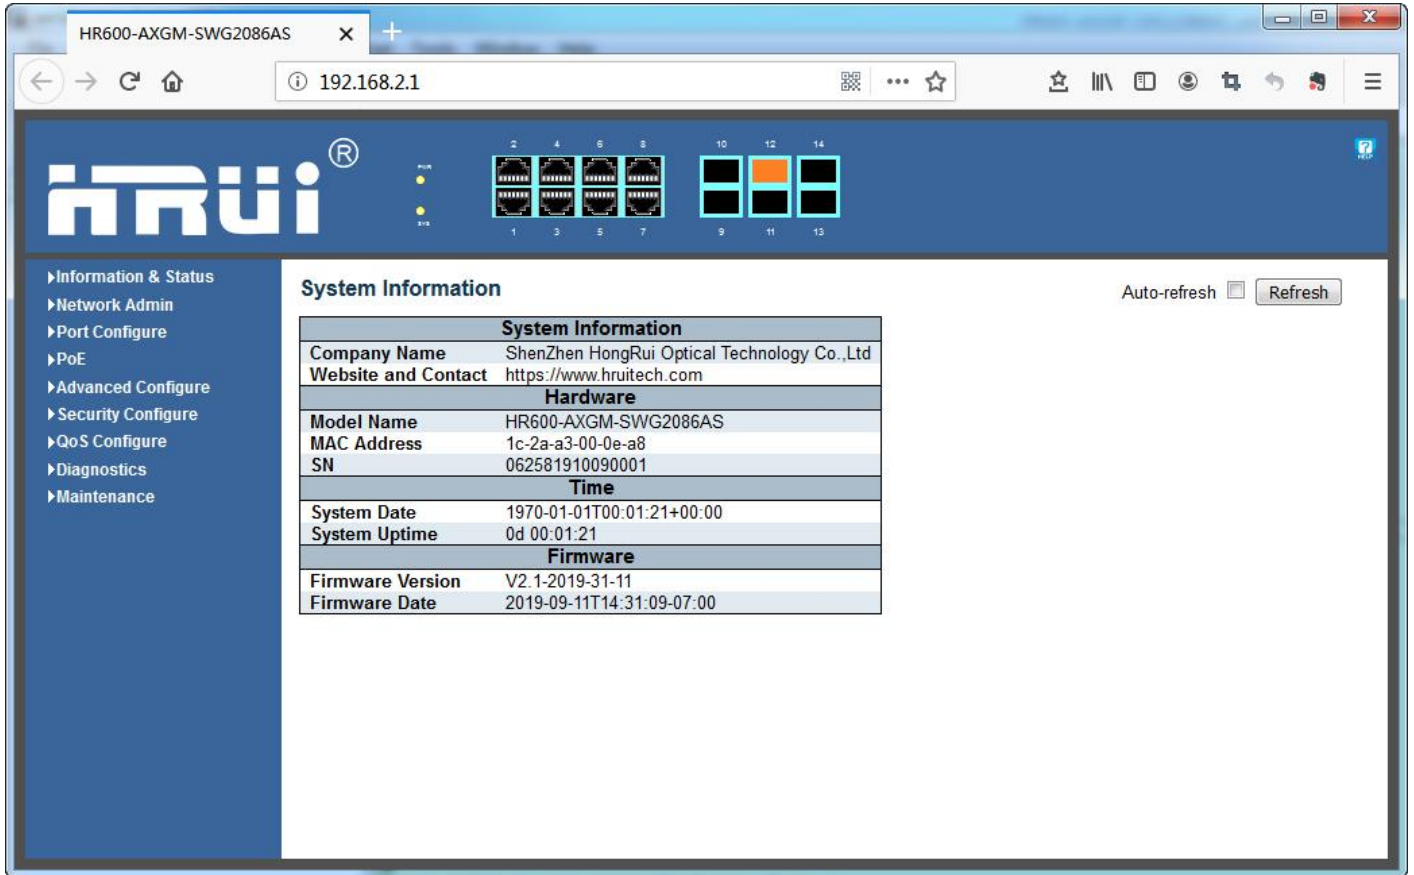 HR600-AXGM-SWG2086AS
192.168.2.1
HRUi ®
PWR
SYS
2 4 6 8 10 12 14
1 3 5 7 9 11 13
HELP
Information & Status
Network Admin
Port Configure
PoE
Advanced Configure
Security Configure
QoS Configure
Diagnostics
Maintenance
System Information
Auto-refresh Refresh
System Information
Company Name ShenZhen HongRui Optical Technology Co.,Ltd
Website and Contact https://www.hruitech.com
Hardware
Model Name HR600-AXGM-SWG2086AS
MAC Address 1c-2a-a3-00-0e-a8
SN 062581910090001
Time
System Date 1970-01-01T00:01:21+00:00
System Uptime 0d 00:01:21
Firmware
Firmware Version V2.1-2019-31-11
Firmware Date 2019-09-11T14:31:09-07:00